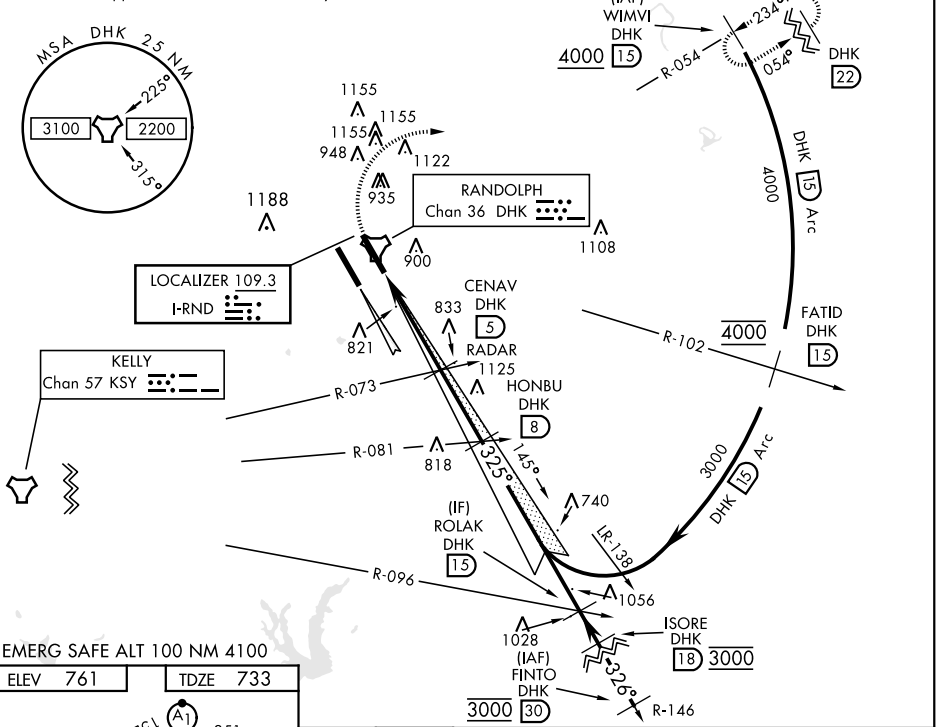 MSA DHK 25 NM
225°
3100
2200
315°
(IAF)
WIMVI
DHK
4000 15
R-054
234°
054°
DHK
22
1155
1155
1155
948
1122
935
1188
RANDOLPH
Chan 36 DHK
900
1108
4000
DHK 15 Arc
LOCALIZER 109.3
I-RND
CENAV
DHK
5
RADAR
833
821
1125
FATID
DHK
15
4000
R-102
KELLY
Chan 57 KSY
R-073
HONBU
DHK
8
R-081
818
325°
145°
3000
DHK 15 Arc
740
(IF)
ROLAK
DHK
15
LR-138
R-096
1056
1028
ISORE
DHK
18 3000
(IAF)
FINTO
DHK
3000 30
326°
R-146
EMERG SAFE ALT 100 NM 4100
ELEV 761
TDZE 733
A1